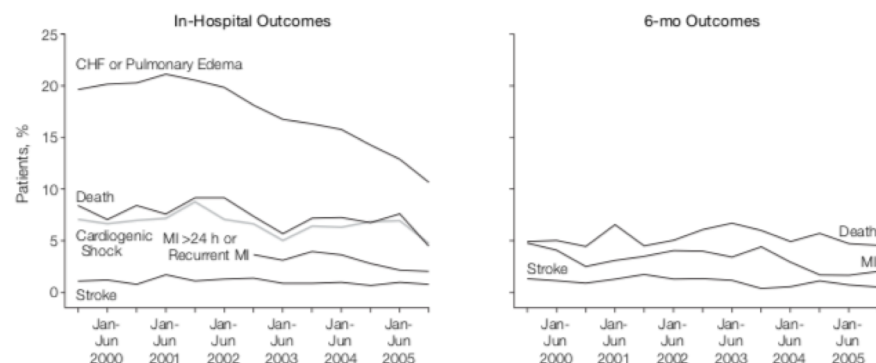 In-Hospital Outcomes
6-mo Outcomes
Patients, %
25
20
15
10
5
0
CHF or Pulmonary Edema
Death
Cardiogenic
Shock
MI >24 h or
Recurrent MI
Stroke
Jan-
Jun
2000
Jan-
Jun
2001
Jan-
Jun
2002
Jan-
Jun
2003
Jan-
Jun
2004
Jan-
Jun
2005
Death
MI
Stroke
Jan-
Jun
2000
Jan-
Jun
2001
Jan-
Jun
2002
Jan-
Jun
2003
Jan-
Jun
2004
Jan-
Jun
2005